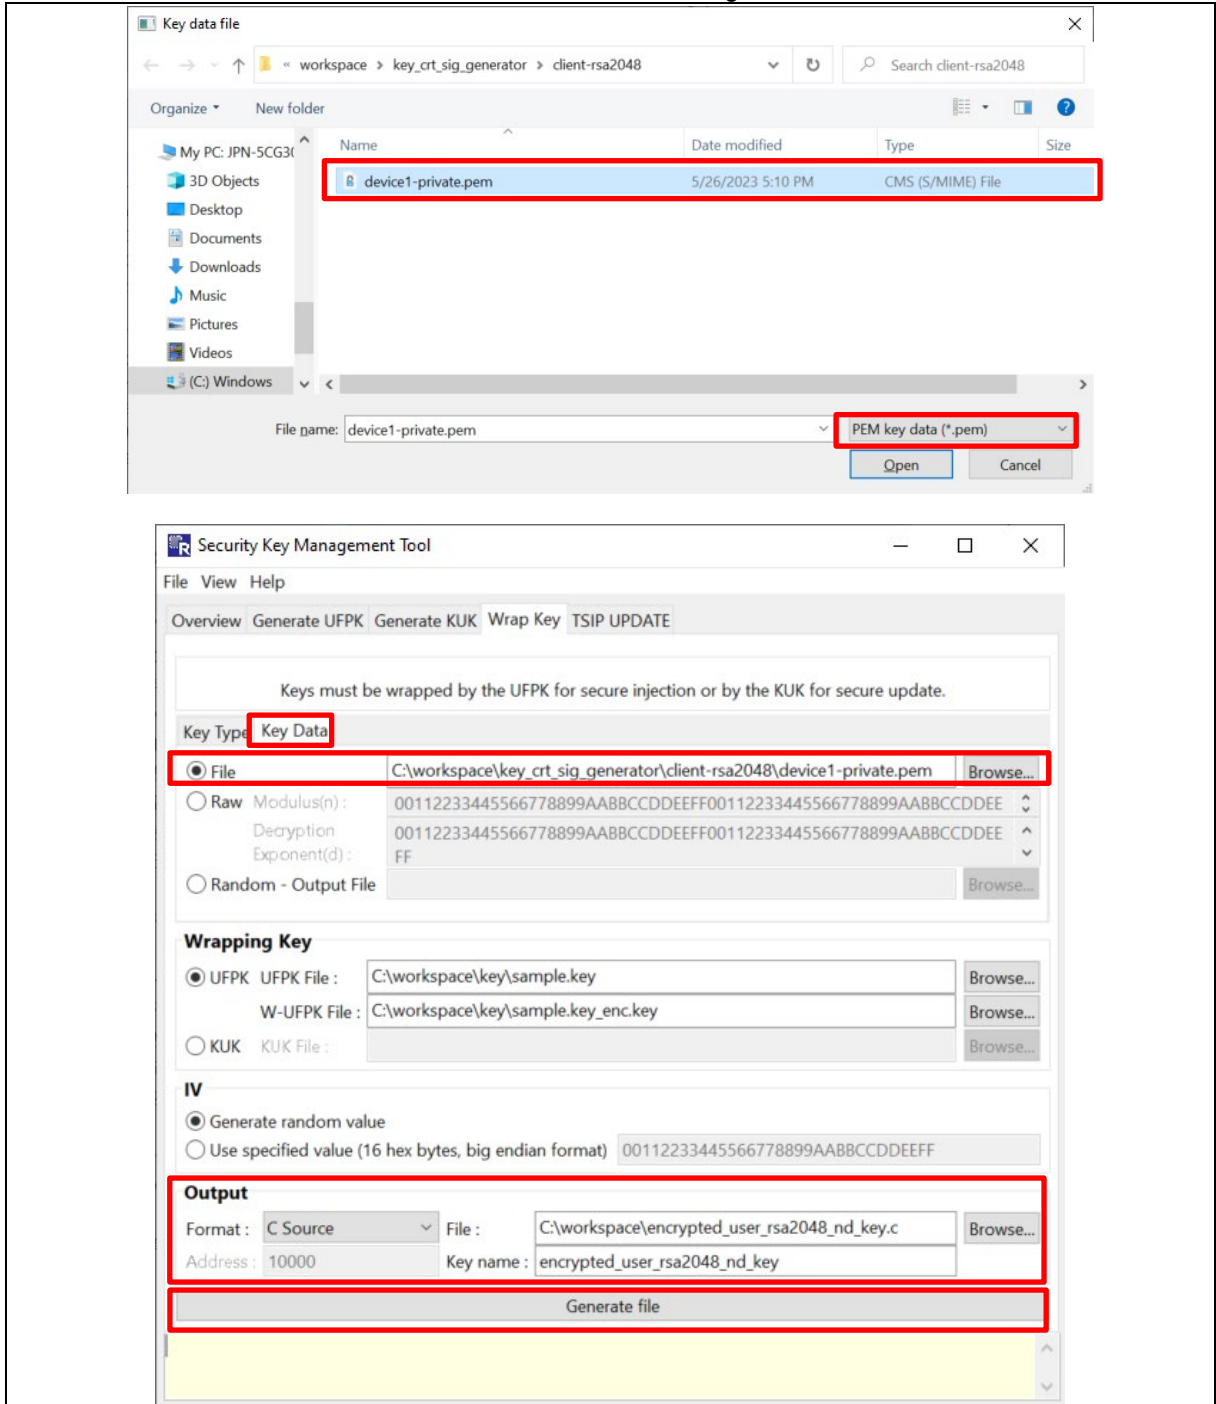 Key data file
« workspace > key_crt_sig_generator > client-rsa2048
Search client-rsa2048
Organize
New folder
Name
Date modified
Type
Size
My PC: JPN-5CG3
device1-private.pem
5/26/2023 5:10 PM
CMS (S/MIME) File
3D Objects
Desktop
Documents
Downloads
Music
Pictures
Videos
(C:) Windows
File name:
device1-private.pem
PEM key data (*.pem)
Open
Cancel
Security Key Management Tool
File View Help
Overview Generate UFPK Generate KUK Wrap Key TSIP UPDATE
Keys must be wrapped by the UFPK for secure injection or by the KUK for secure update.
Key Type Key Data
File
C:\workspace\key_crt_sig_generator\client-rsa2048\device1-private.pem
Browse...
Raw Modulus(n) :
00112233445566778899AABBCCDDEEFF00112233445566778899AABBCCDDEE
Decryption Exponent(d) :
00112233445566778899AABBCCDDEEFF00112233445566778899AABBCCDDEE
FF
Random - Output File
Browse...
Wrapping Key
UFPK UFPK File :
C:\workspace\key\sample.key
Browse...
W-UFPK File :
C:\workspace\key\sample.key_enc.key
Browse...
KUK KUK File :
Browse...
IV
Generate random value
Use specified value (16 hex bytes, big endian format)
00112233445566778899AABBCCDDEEFF
Output
Format :
C Source
File :
C:\workspace\encrypted_user_rsa2048_nd_key.c
Browse...
Address :
10000
Key name :
encrypted_user_rsa2048_nd_key
Generate file